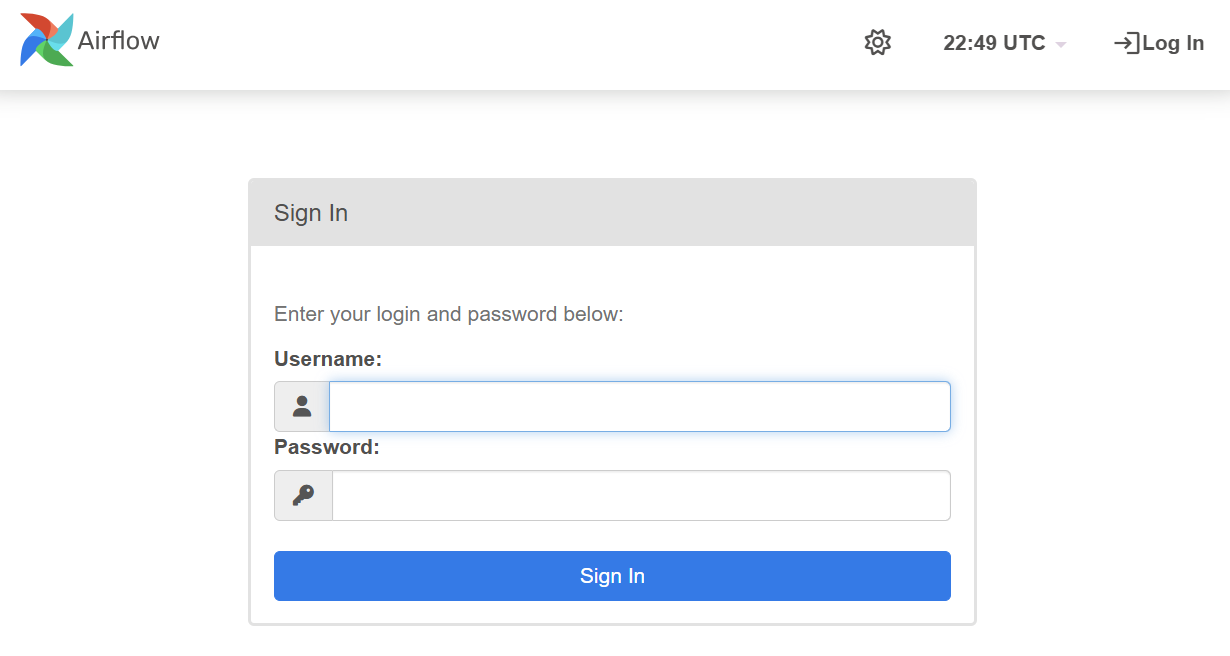 Airflow
22:49 UTC
Log In
Sign In
Enter your login and password below:
Username:
Password:
Sign In